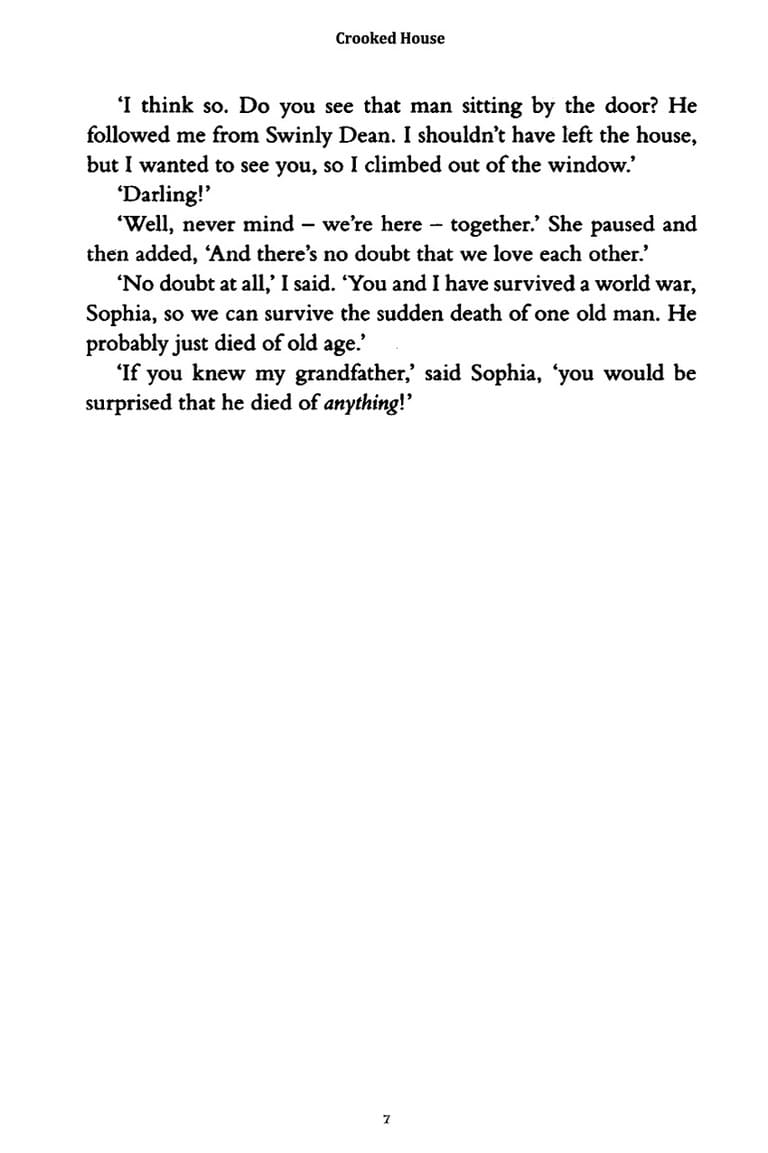 Crooked House
‘I think so. Do you see that man sitting by the door? He
followed me from Swinly Dean. I shouldn’t have left the house,
but I wanted to see you, so I climbed out of the window.’
‘Darling!’
‘Well, never mind – we’re here – together.’ She paused and
then added, ‘And there’s no doubt that we love each other.’
‘No doubt at all,’ I said. ‘You and I have survived a world war,
Sophia, so we can survive the sudden death of one old man. He
probably just died of old age.’
‘If you knew my grandfather,’ said Sophia, ‘you would be
surprised that he died of anything!’
7